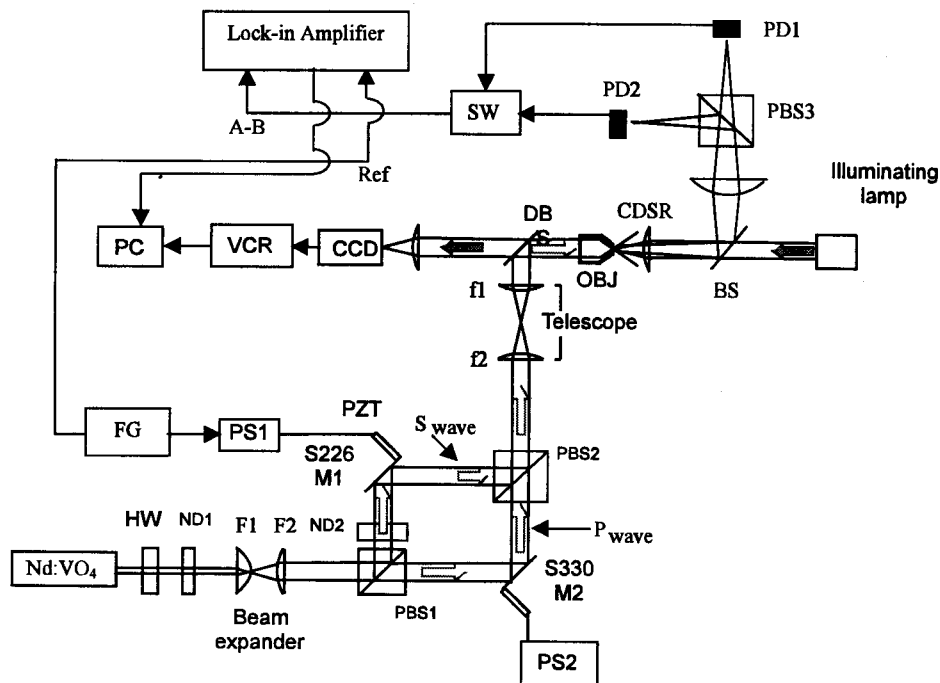 Lock-in Amplifier
PD1
PD2
PBS3
SW
A-B
Ref
Illuminating
lamp
DB
S
CDSR
PC
VCR
CCD
OBJ
BS
f1
Telescope
f2
PZT
FG
PS1
S wave
S226
M1
PBS2
HW
ND1
F1
F2
ND2
P wave
Nd:VO4
S330
M2
PBS1
Beam
expander
PS2